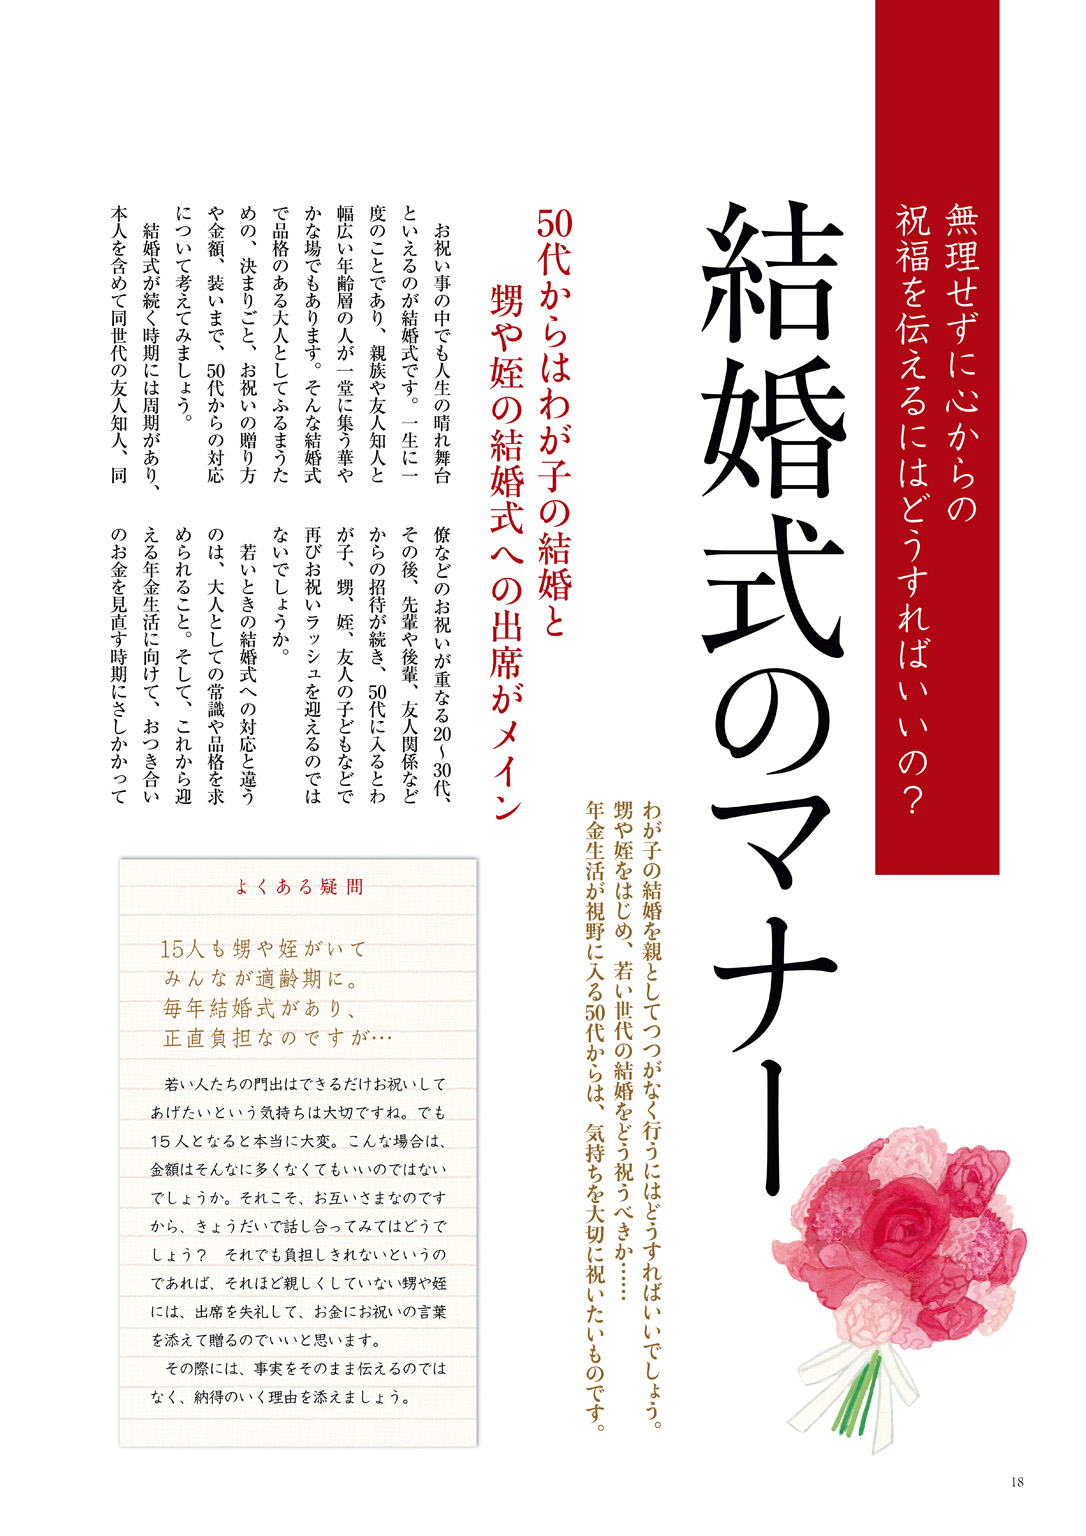 無理せずに心からの
祝福を伝えるにはどうすればいいの？
結婚式のマナー
わが子の結婚を親としてつつがなく行うにはどうすればいいでしょう。
甥や姪をはじめ、若い世代の結婚をどう祝うべきか……
年金生活が視野に入る50代からは、気持ちを大切に祝いたいものです。
50代からはわが子の結婚と
甥や姪の結婚式への出席がメイン
お祝い事の中でも人生の晴れ舞台
といえるのが結婚式です。一生に一
度のことであり、親族や友人知人と
幅広い年齢層の人が一堂に集う華や
かな場でもあります。そんな結婚式
で品格のある大人としてふるまうた
めの、決まりごと、お祝いの贈り方
や金額、装いまで、50代からの対応
について考えてみましょう。
結婚式が続く時期には周期があり、
本人を含めて同世代の友人知人、同
僚などのお祝いが重なる20〜30代、
その後、先輩や後輩、友人関係など
からの招待が続き、50代に入るとわ
が子、甥、姪、友人の子どもなどで
再びお祝いラッシュを迎えるのでは
ないでしょうか。
若いときの結婚式への対応と違う
のは、大人としての常識や品格を求
められること。そして、これから迎
える年金生活に向けて、おつき合い
のお金を見直す時期にさしかかって
よくある疑問
15人も甥や姪がいて
みんなが適齢期に。
毎年結婚式があり、
正直負担なのですが…
若い人たちの門出はできるだけお祝いして
あげたいという気持ちは大切ですね。でも
15人となると本当に大変。こんな場合は、
金額はそんなに多くなくてもいいのではない
でしょうか。それこそ、お互いさまなのです
から、きょうだいで話し合ってみてはどうで
しょう？　それでも負担しきれないというの
であれば、それほど親しくしていない甥や姪
には、出席を失礼して、お金にお祝いの言葉
を添えて贈るのでいいと思います。
その際には、事実をそのまま伝えるのでは
なく、納得のいく理由を添えましょう。
18